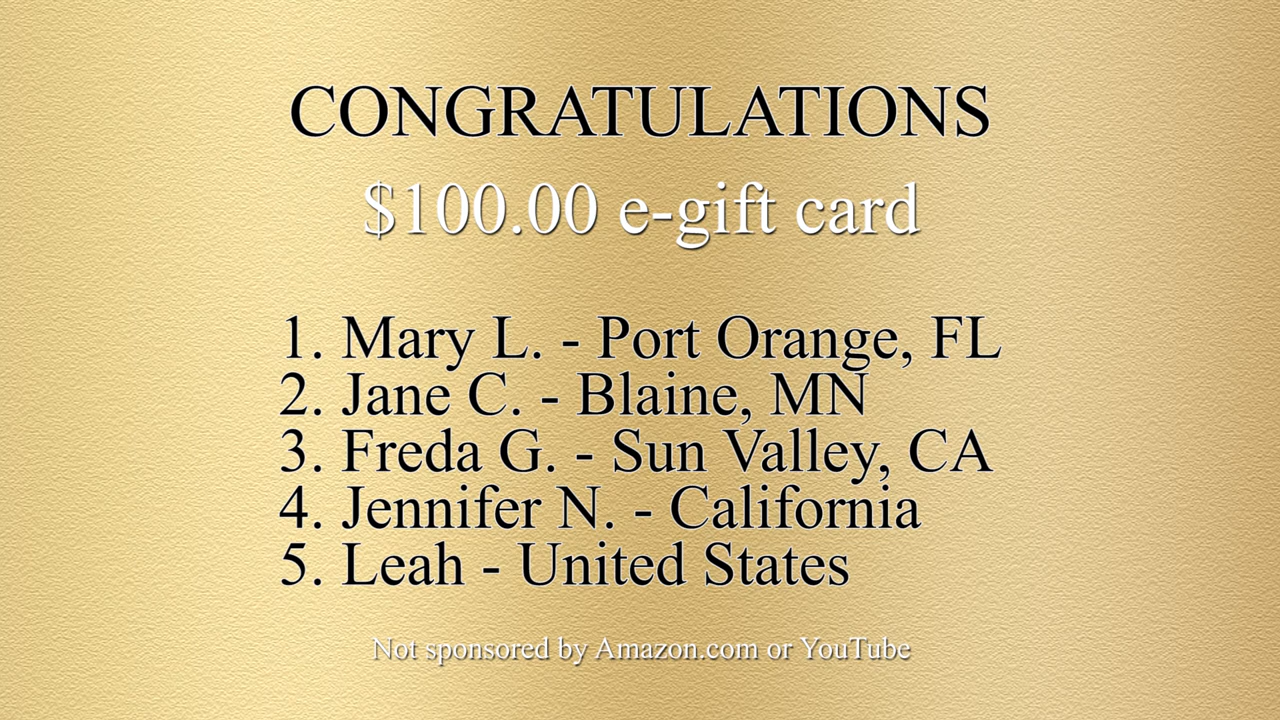 CONGRATULATIONS
$100.00 e-gift card
1. Mary L. - Port Orange, FL
2. Jane C. - Blaine, MN
3. Freda G. - Sun Valley, CA
4. Jennifer N. - California
5. Leah - United States
Not sponsored by Amazon.com or YouTube